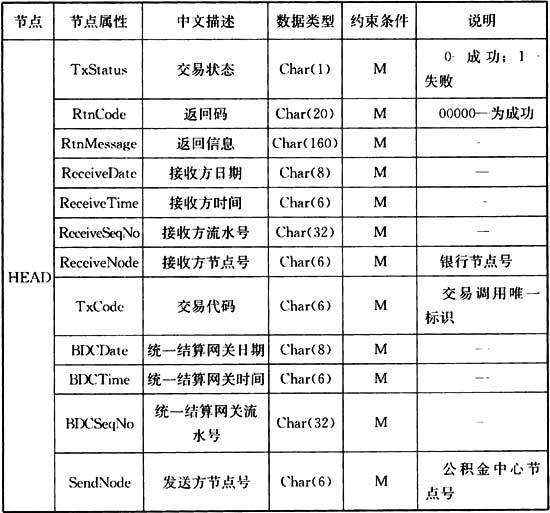 节点 节点属性 中文描述 数据类型 约束条件 说明
HEAD
TxStatus 交易状态 Char(1) M 0- 成功；1-
失败
RtnCode 返回码 Char(20) M 00000—为成功
RtnMessage 返回信息 Char(160) M -
ReceiveDate 接收方日期 Char(8) M —
ReceiveTime 接收方时间 Char(6) M -
ReceiveSeqNo 接收方流水号 Char(32) M —
ReceiveNode 接收方节点号 Char(6) M 银行节点号
TxCode 交易代码 Char(6) M 交易调用唯一
标识
BDCDate 统一结算网关日期 Char(8) M —
BDCTime 统一结算网关时间 Char(6) M —
BDCSeqNo 统一结算网关流
水号 Char(32) M —
SendNode 发送方节点号 Char(6) M 公积金中心节
点号